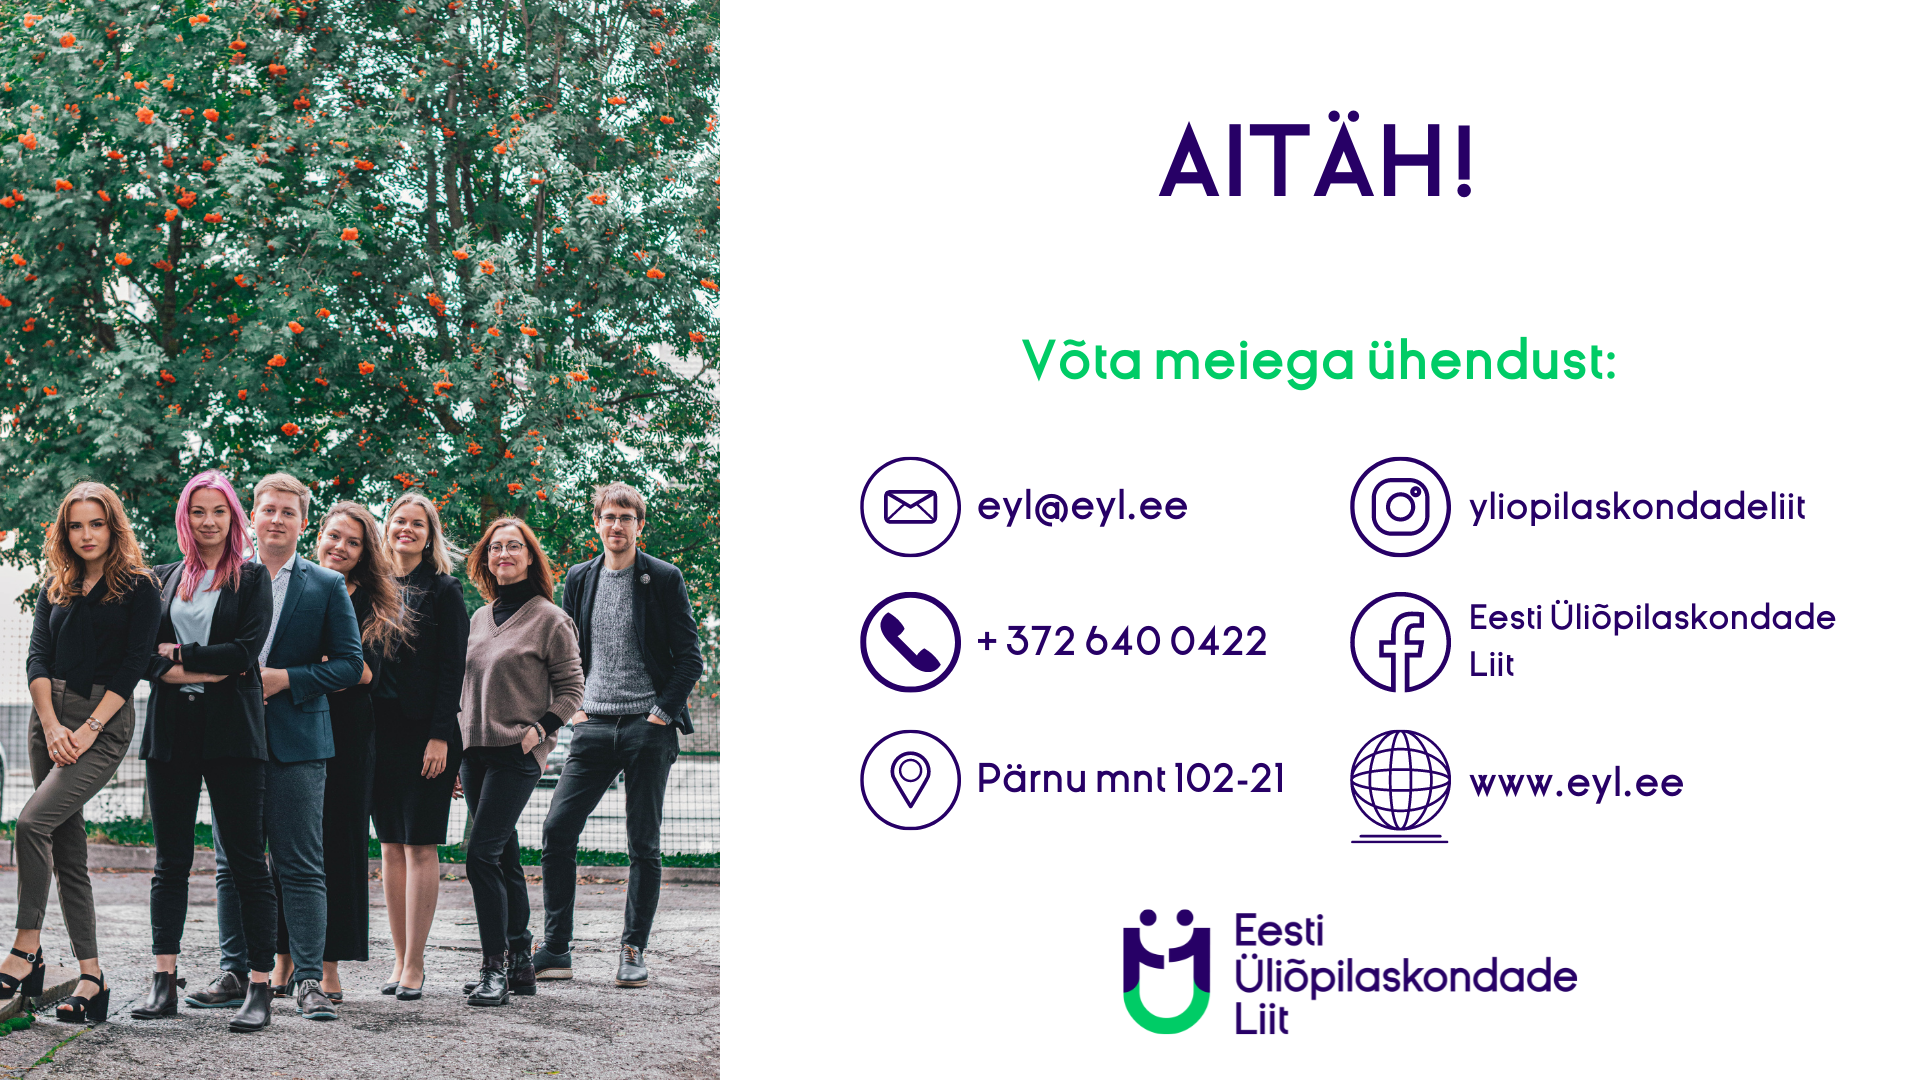 AITÄH!
Võta meiega ühendust:
eyl@eyl.ee
yliopilaskondadeliit
+ 372 640 0422
Eesti Üliõpilaskondade
Liit
Pärnu mnt 102-21
www.eyl.ee
Eesti
Üliõpilaskondade
Liit